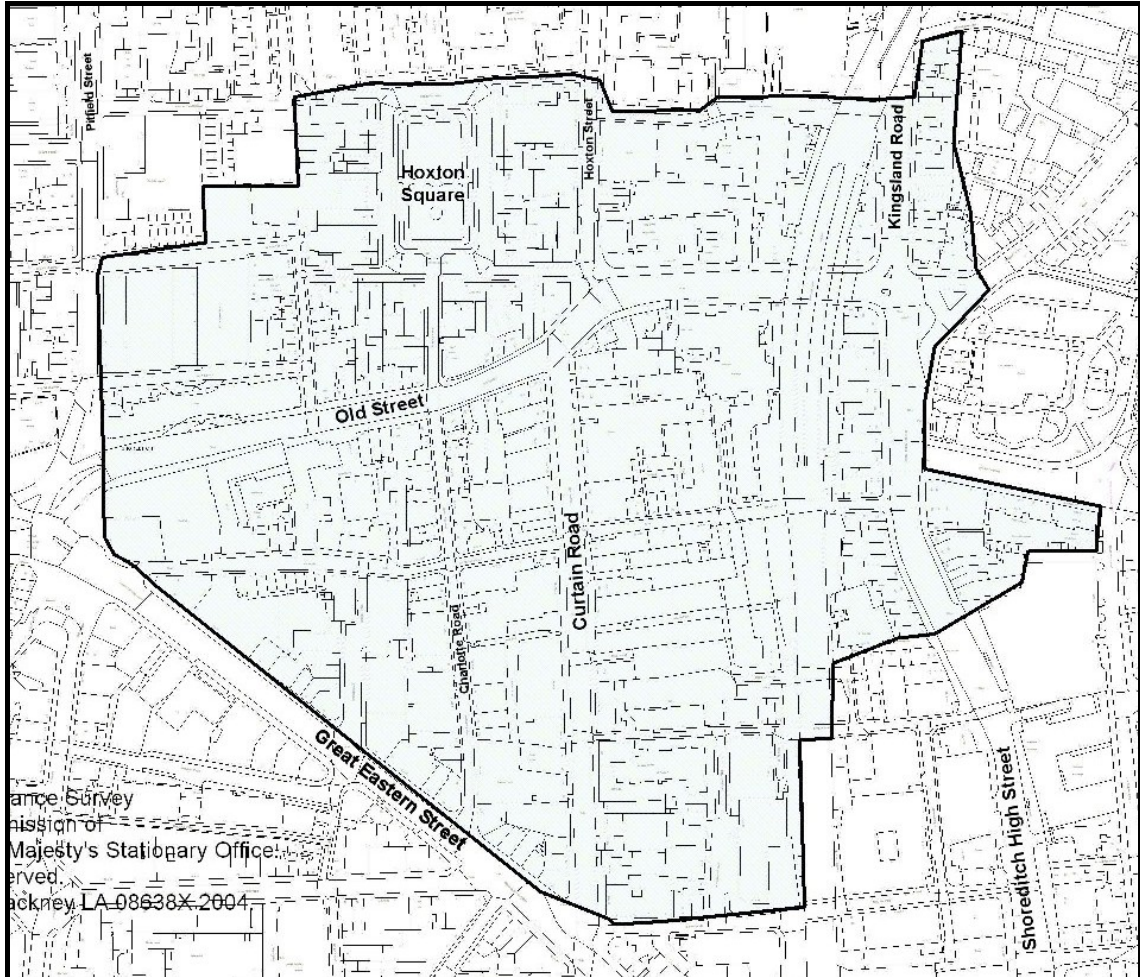 Pitfield Street
Hoxton
Square
Hoxton Street
Kingsland Road
Old Street
Curtain Road
Charlotte Road
Great Eastern Street
Shoreditch High Street
ance Survey
mission of
Majesty's Stationary Office.
erved.
ackney LA 08638X 2004